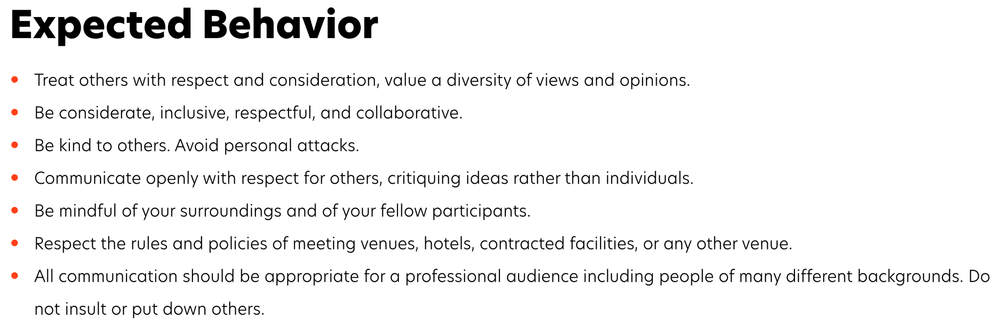 Expected Behavior
Treat others with respect and consideration, value a diversity of views and opinions.
Be considerate, inclusive, respectful, and collaborative.
Be kind to others. Avoid personal attacks.
Communicate openly with respect for others, critiquing ideas rather than individuals.
Be mindful of your surroundings and of your fellow participants.
Respect the rules and policies of meeting venues, hotels, contracted facilities, or any other venue.
All communication should be appropriate for a professional audience including people of many different backgrounds. Do
not insult or put down others.